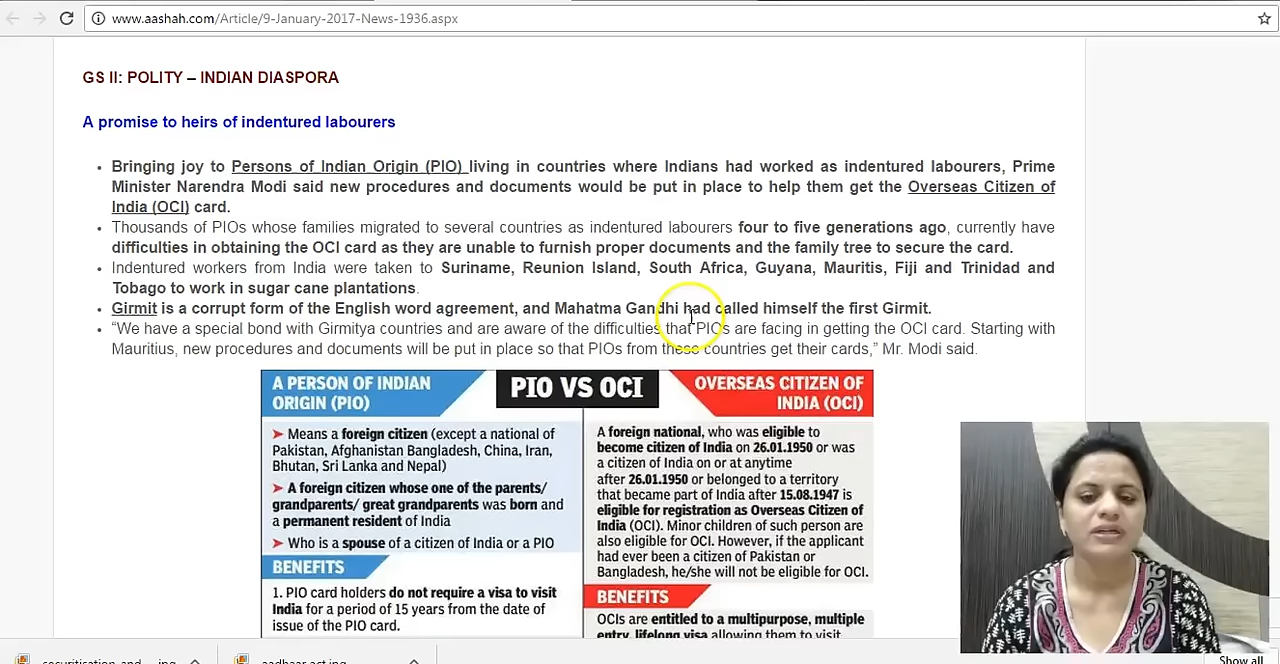 www.aashah.com/Article/9-January-2017-News-1936.aspx
GS II: POLITY – INDIAN DIASPORA
A promise to heirs of indentured labourers
• Bringing joy to Persons of Indian Origin (PIO) living in countries where Indians had worked as indentured labourers, Prime
Minister Narendra Modi said new procedures and documents would be put in place to help them get the Overseas Citizen of
India (OCI) card.
• Thousands of PIOs whose families migrated to several countries as indentured labourers four to five generations ago, currently have
difficulties in obtaining the OCI card as they are unable to furnish proper documents and the family tree to secure the card.
• Indentured workers from India were taken to Suriname, Reunion Island, South Africa, Guyana, Mauritis, Fiji and Trinidad and
Tobago to work in sugar cane plantations.
• Girmit is a corrupt form of the English word agreement, and Mahatma Gandhi had called himself the first Girmit.
• “We have a special bond with Girmitya countries and are aware of the difficulties that PIOs are facing in getting the OCI card. Starting with
Mauritius, new procedures and documents will be put in place so that PIOs from these countries get their cards,” Mr. Modi said.
PIO VS OCI
A PERSON OF INDIAN
ORIGIN (PIO)
➤ Means a foreign citizen (except a national of
Pakistan, Afghanistan Bangladesh, China, Iran,
Bhutan, Sri Lanka and Nepal)
➤ A foreign citizen whose one of the parents/
grandparents/ great grandparents was born and
a permanent resident of India
➤ Who is a spouse of a citizen of India or a PIO
BENEFITS
1. PIO card holders do not require a visa to visit
India for a period of 15 years from the date of
issue of the PIO card.
OVERSEAS CITIZEN OF
INDIA (OCI)
A foreign national, who was eligible to
become citizen of India on 26.01.1950 or was
a citizen of India on or at anytime
after 26.01.1950 or belonged to a territory
that became part of India after 15.08.1947 is
eligible for registration as Overseas Citizen of
India (OCI). Minor children of such person are
also eligible for OCI. However, if the applicant
had ever been a citizen of Pakistan or
Bangladesh, he/she will not be eligible for OCI.
BENEFITS
OCIs are entitled to a multipurpose, multiple
entry, lifelong visa allowing them to visit
securitisation-and-...jpg
aadhaar act.jpg
Show all